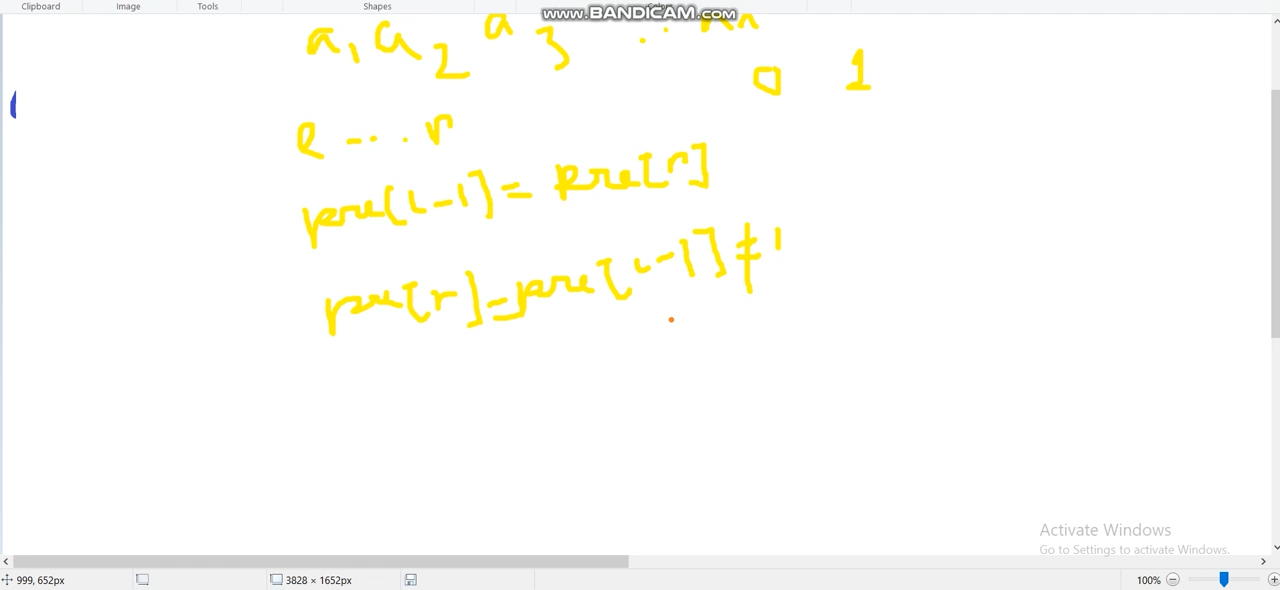 Clipboard Image Tools Shapes Colors
www.BANDICAM.com
a1 a2 a3 ...
0 1
l --- r
pre[l-1] = pre[r]
pre[r] - pre[l-1] ≠ 1
Activate Windows
Go to Settings to activate Windows.
999, 652px 3828 × 1652px 100%